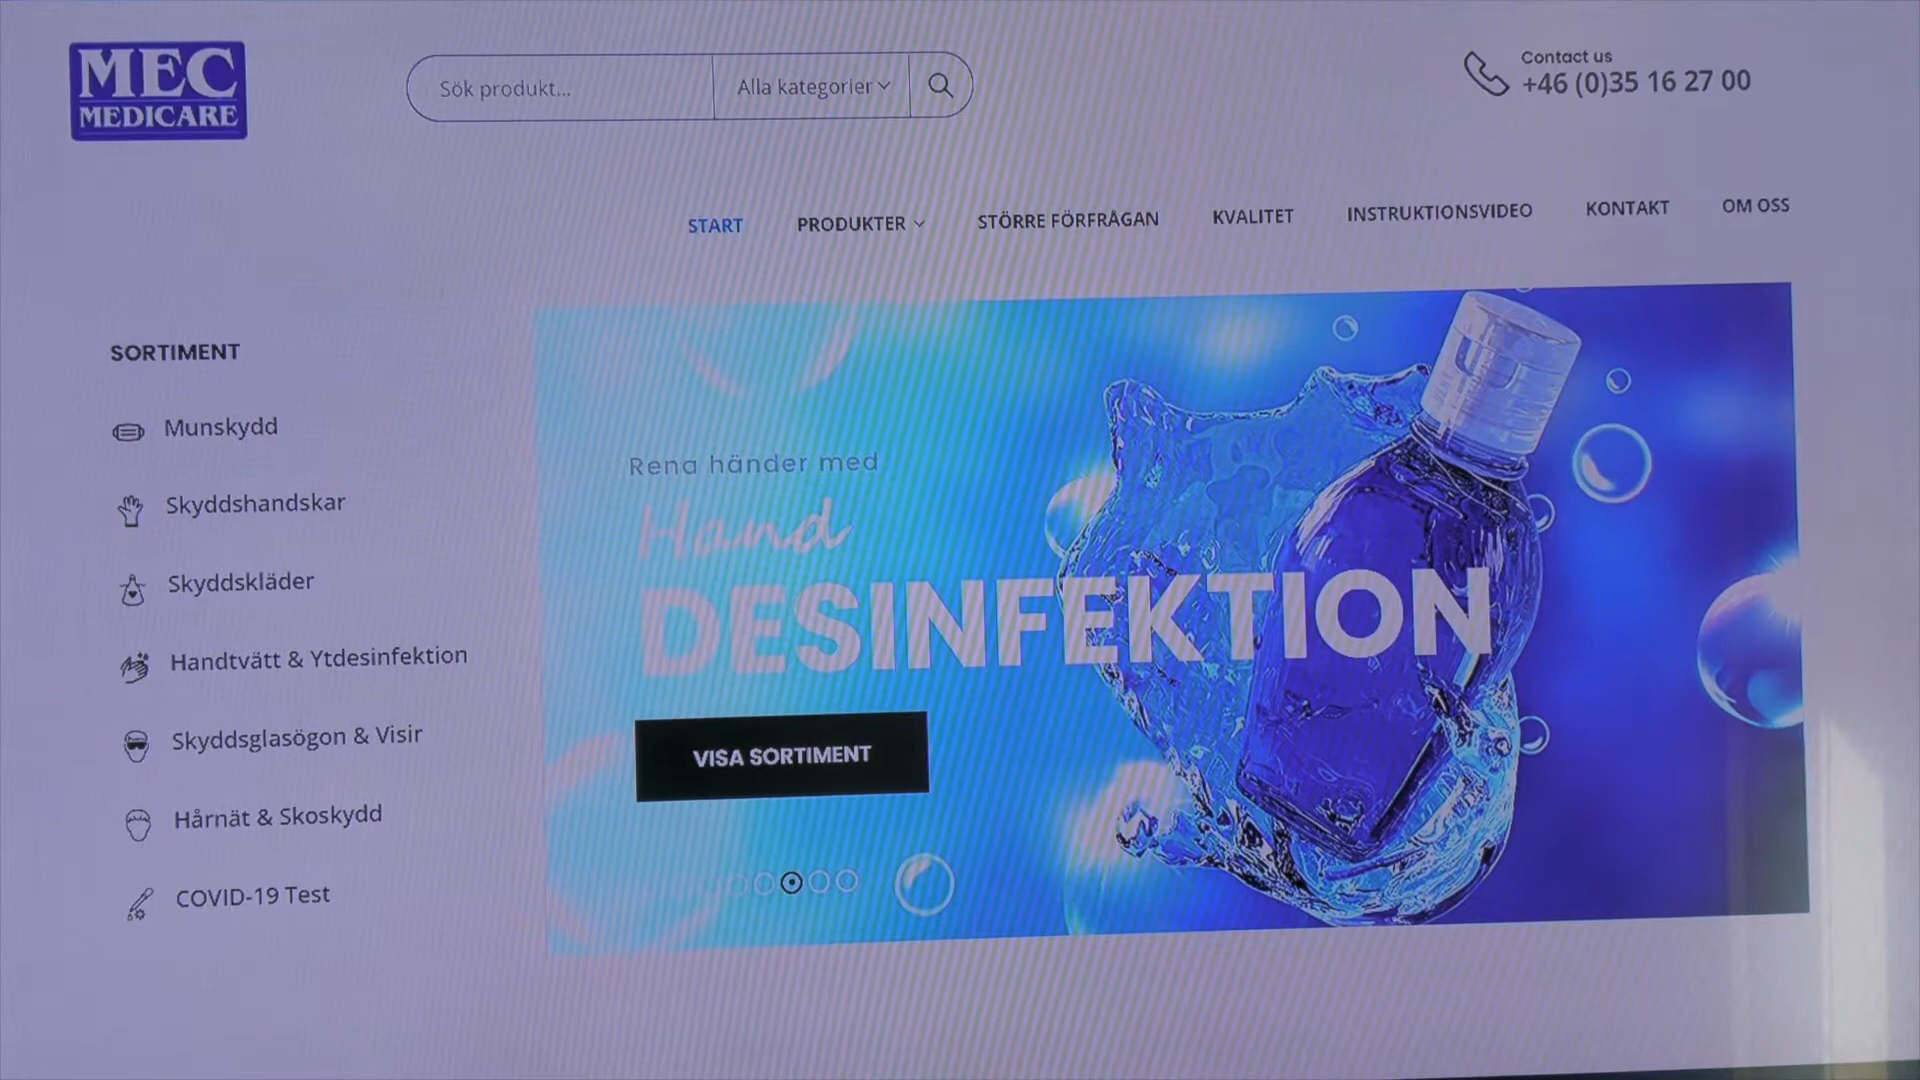 MEC
MEDICARE
Sök produkt...
Alla kategorier
Contact us
+46 (0)35 16 27 00
START
PRODUKTER
STÖRRE FÖRFRÅGAN
KVALITET
INSTRUKTIONSVIDEO
KONTAKT
OM OSS
SORTIMENT
Munskydd
Skyddshandskar
Skyddskläder
Handtvätt & Ytdesinfektion
Skyddsglasögon & Visir
Hårnät & Skoskydd
COVID-19 Test
Rena händer med
Hand
DESINFEKTION
VISA SORTIMENT